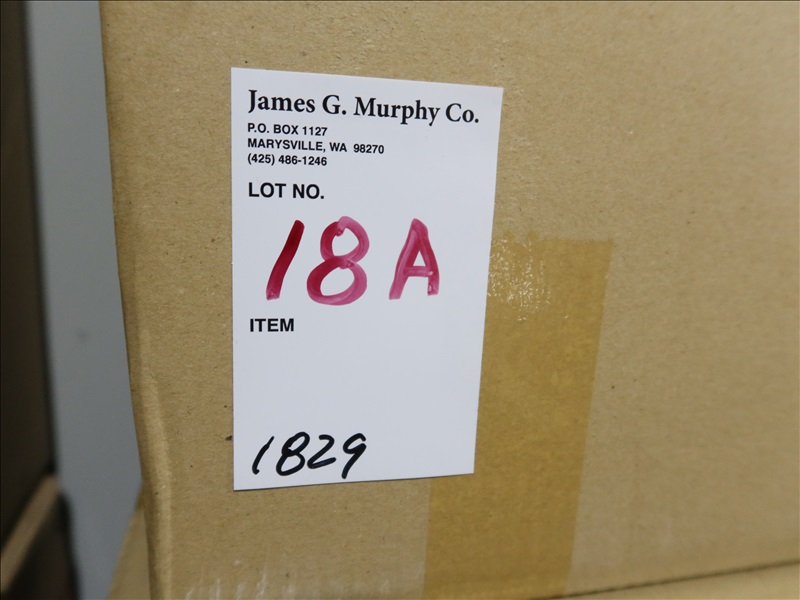 James G. Murphy Co.
P.O. BOX 1127
MARYSVILLE, WA 98270
(425) 486-1246
LOT NO.
18A
ITEM
1829